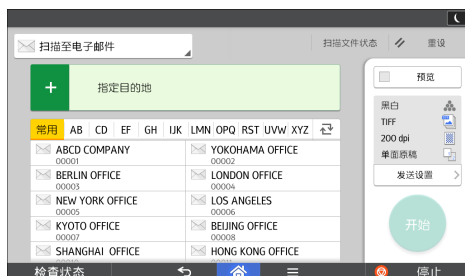 扫描至电子邮件
扫描文件状态
重设
指定目的地
预览
常用 AB CD EF GH IJK LMN OPQ RST UVW XYZ
黑白
TIFF
200 dpi
单面原稿
发送设置
ABCD COMPANY
00001
YOKOHAMA OFFICE
00002
BERLIN OFFICE
00003
LONDON OFFICE
00004
NEW YORK OFFICE
00005
LOS ANGELES
00006
KYOTO OFFICE
00007
BEIJING OFFICE
00008
SHANGHAI OFFICE
HONG KONG OFFICE
开始
检查状态
停止